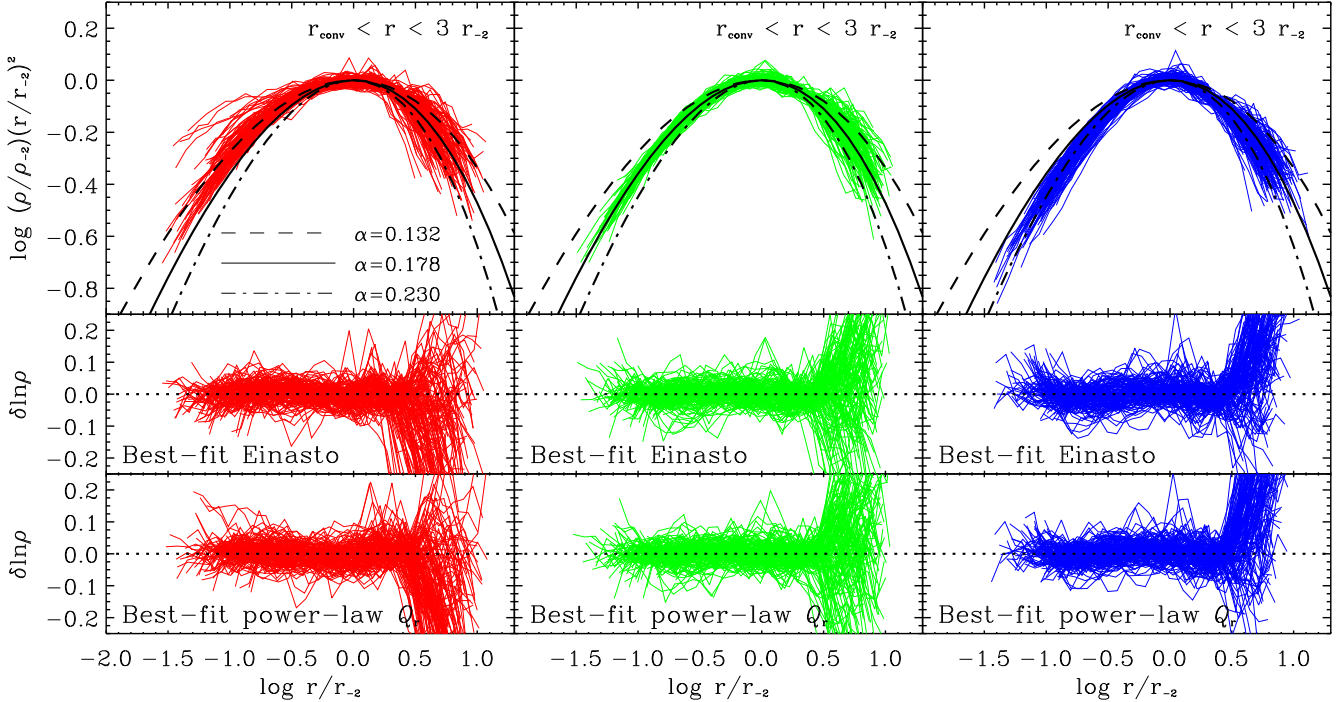 r_conv < r < 3 r_-2
r_conv < r < 3 r_-2
r_conv < r < 3 r_-2
log (ρ/ρ_-2)(r/r_-2)²
0.2
0.0
−0.2
−0.4
−0.6
−0.8
α=0.132
α=0.178
α=0.230
δlnρ
0.2
0.1
0.0
−0.1
−0.2
Best−fit Einasto
Best−fit Einasto
Best−fit Einasto
δlnρ
0.2
0.1
0.0
−0.1
−0.2
Best−fit power−law Q_r
Best−fit power−law Q_r
Best−fit power−law Q_r
−2.0 −1.5 −1.0 −0.5 0.0 0.5 1.0
−1.5 −1.0 −0.5 0.0 0.5 1.0
−1.5 −1.0 −0.5 0.0 0.5 1.0
log r/r_-2
log r/r_-2
log r/r_-2